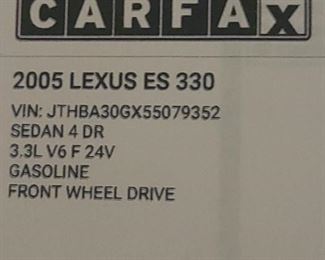 CARFAX
2005 LEXUS ES 330
VIN: JTHBA30GX55079352
SEDAN 4 DR
3.3L V6 F 24V
GASOLINE
FRONT WHEEL DRIVE